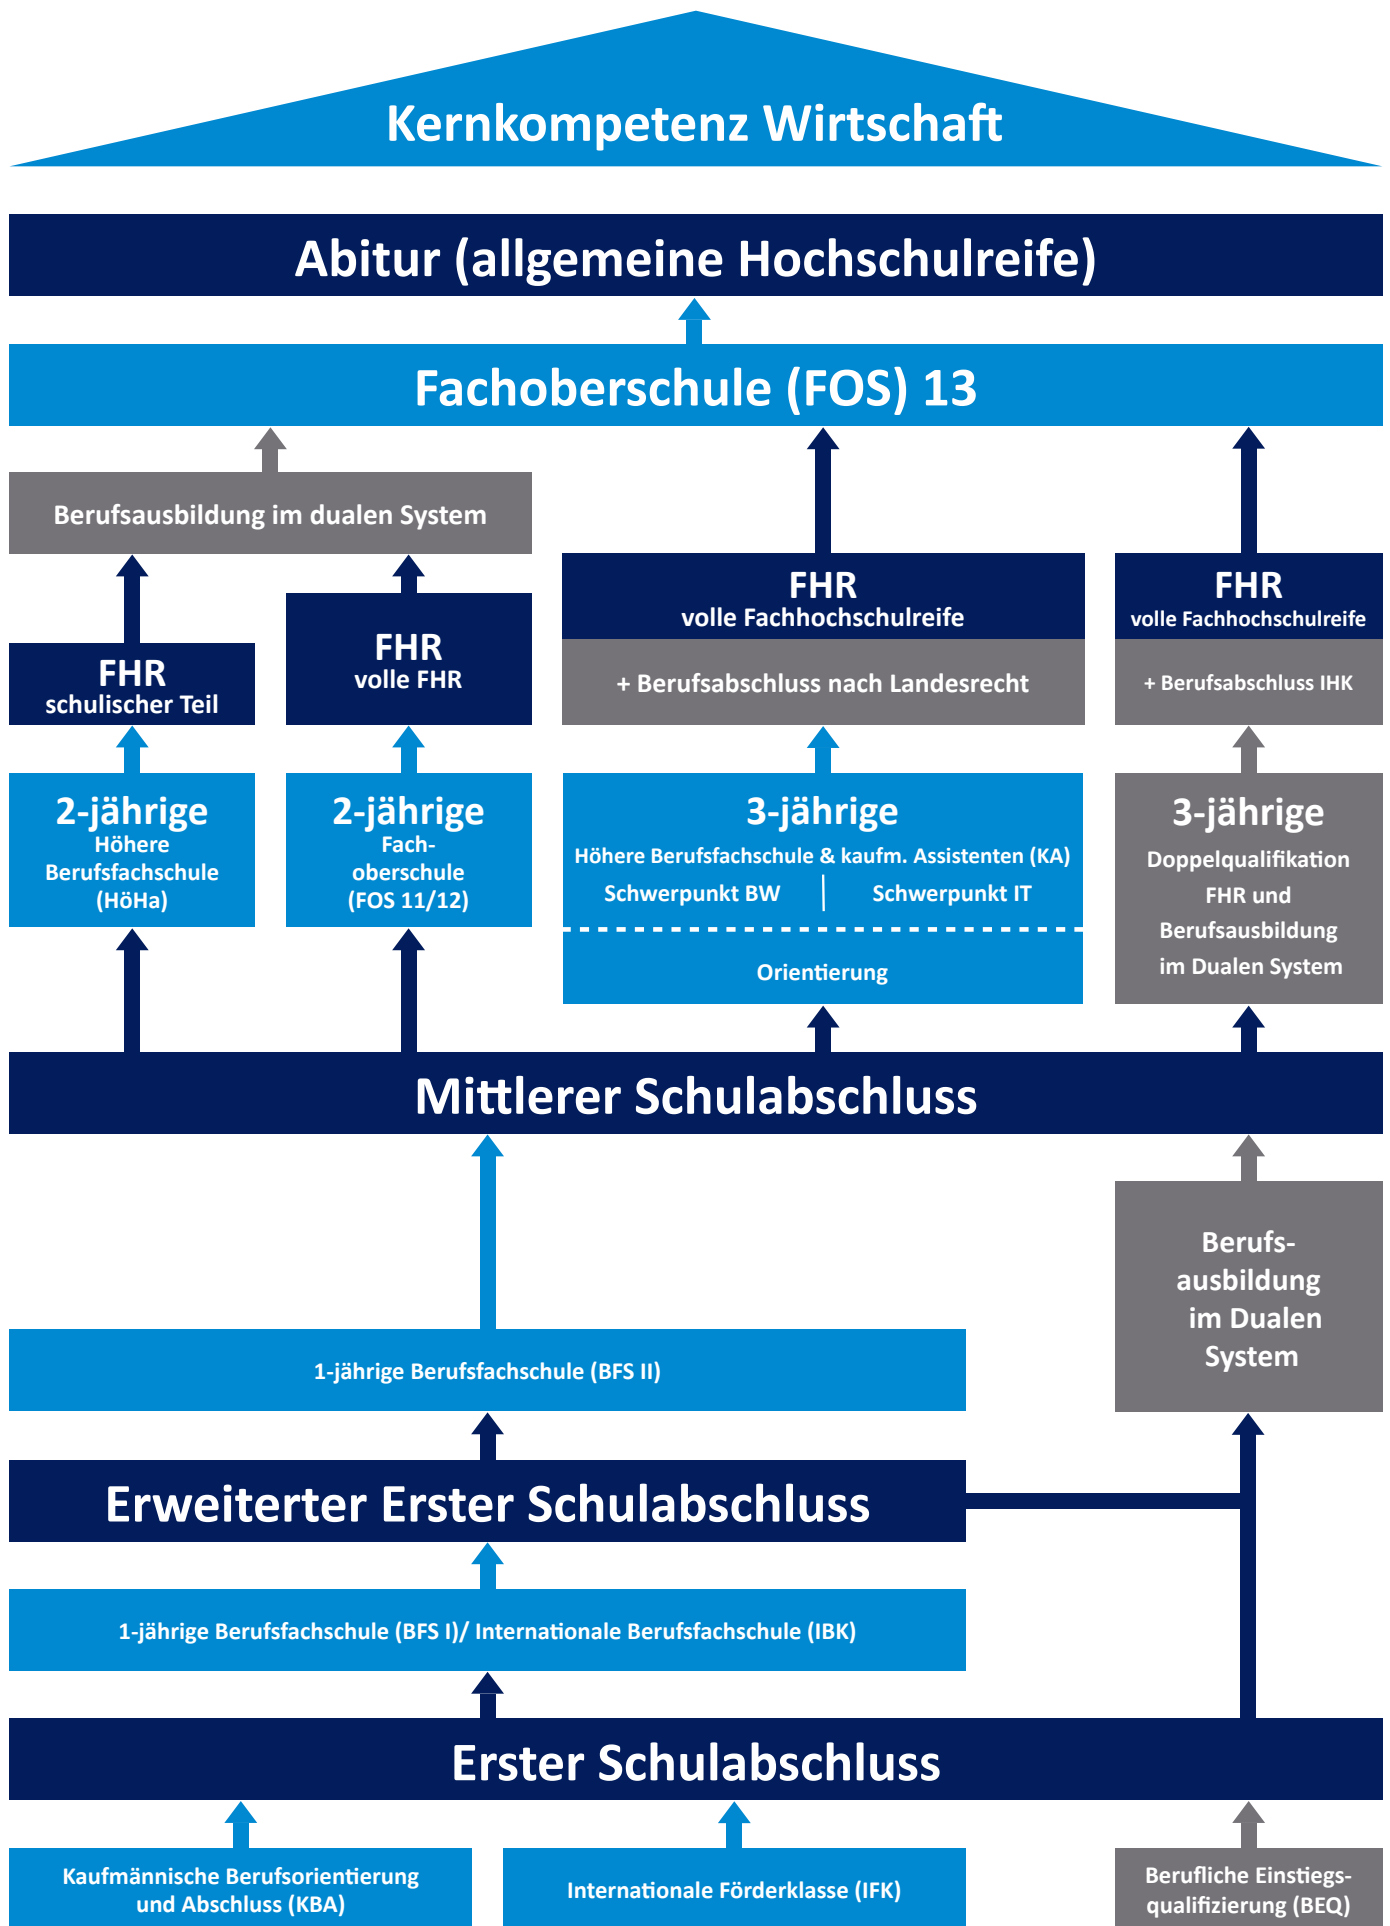 Kernkompetenz Wirtschaft
Abitur (allgemeine Hochschulreife)
Fachoberschule (FOS) 13
Berufsausbildung im dualen System
FHR
schulischer Teil
FHR
volle FHR
FHR
volle Fachhochschulreife
+ Berufsabschluss nach Landesrecht
FHR
volle Fachhochschulreife
+ Berufsabschluss IHK
2-jährige
Höhere
Berufsfachschule
(HöHa)
2-jährige
Fach-
oberschule
(FOS 11/12)
3-jährige
Höhere Berufsfachschule & kaufm. Assistenten (KA)
Schwerpunkt BW | Schwerpunkt IT
Orientierung
3-jährige
Doppelqualifikation
FHR und
Berufsausbildung
im Dualen System
Mittlerer Schulabschluss
Berufs-
ausbildung
im Dualen
System
1-jährige Berufsfachschule (BFS II)
Erweiterter Erster Schulabschluss
1-jährige Berufsfachschule (BFS I)/ Internationale Berufsfachschule (IBK)
Erster Schulabschluss
Kaufmännische Berufsorientierung
und Abschluss (KBA)
Internationale Förderklasse (IFK)
Berufliche Einstiegs-
qualifizierung (BEQ)